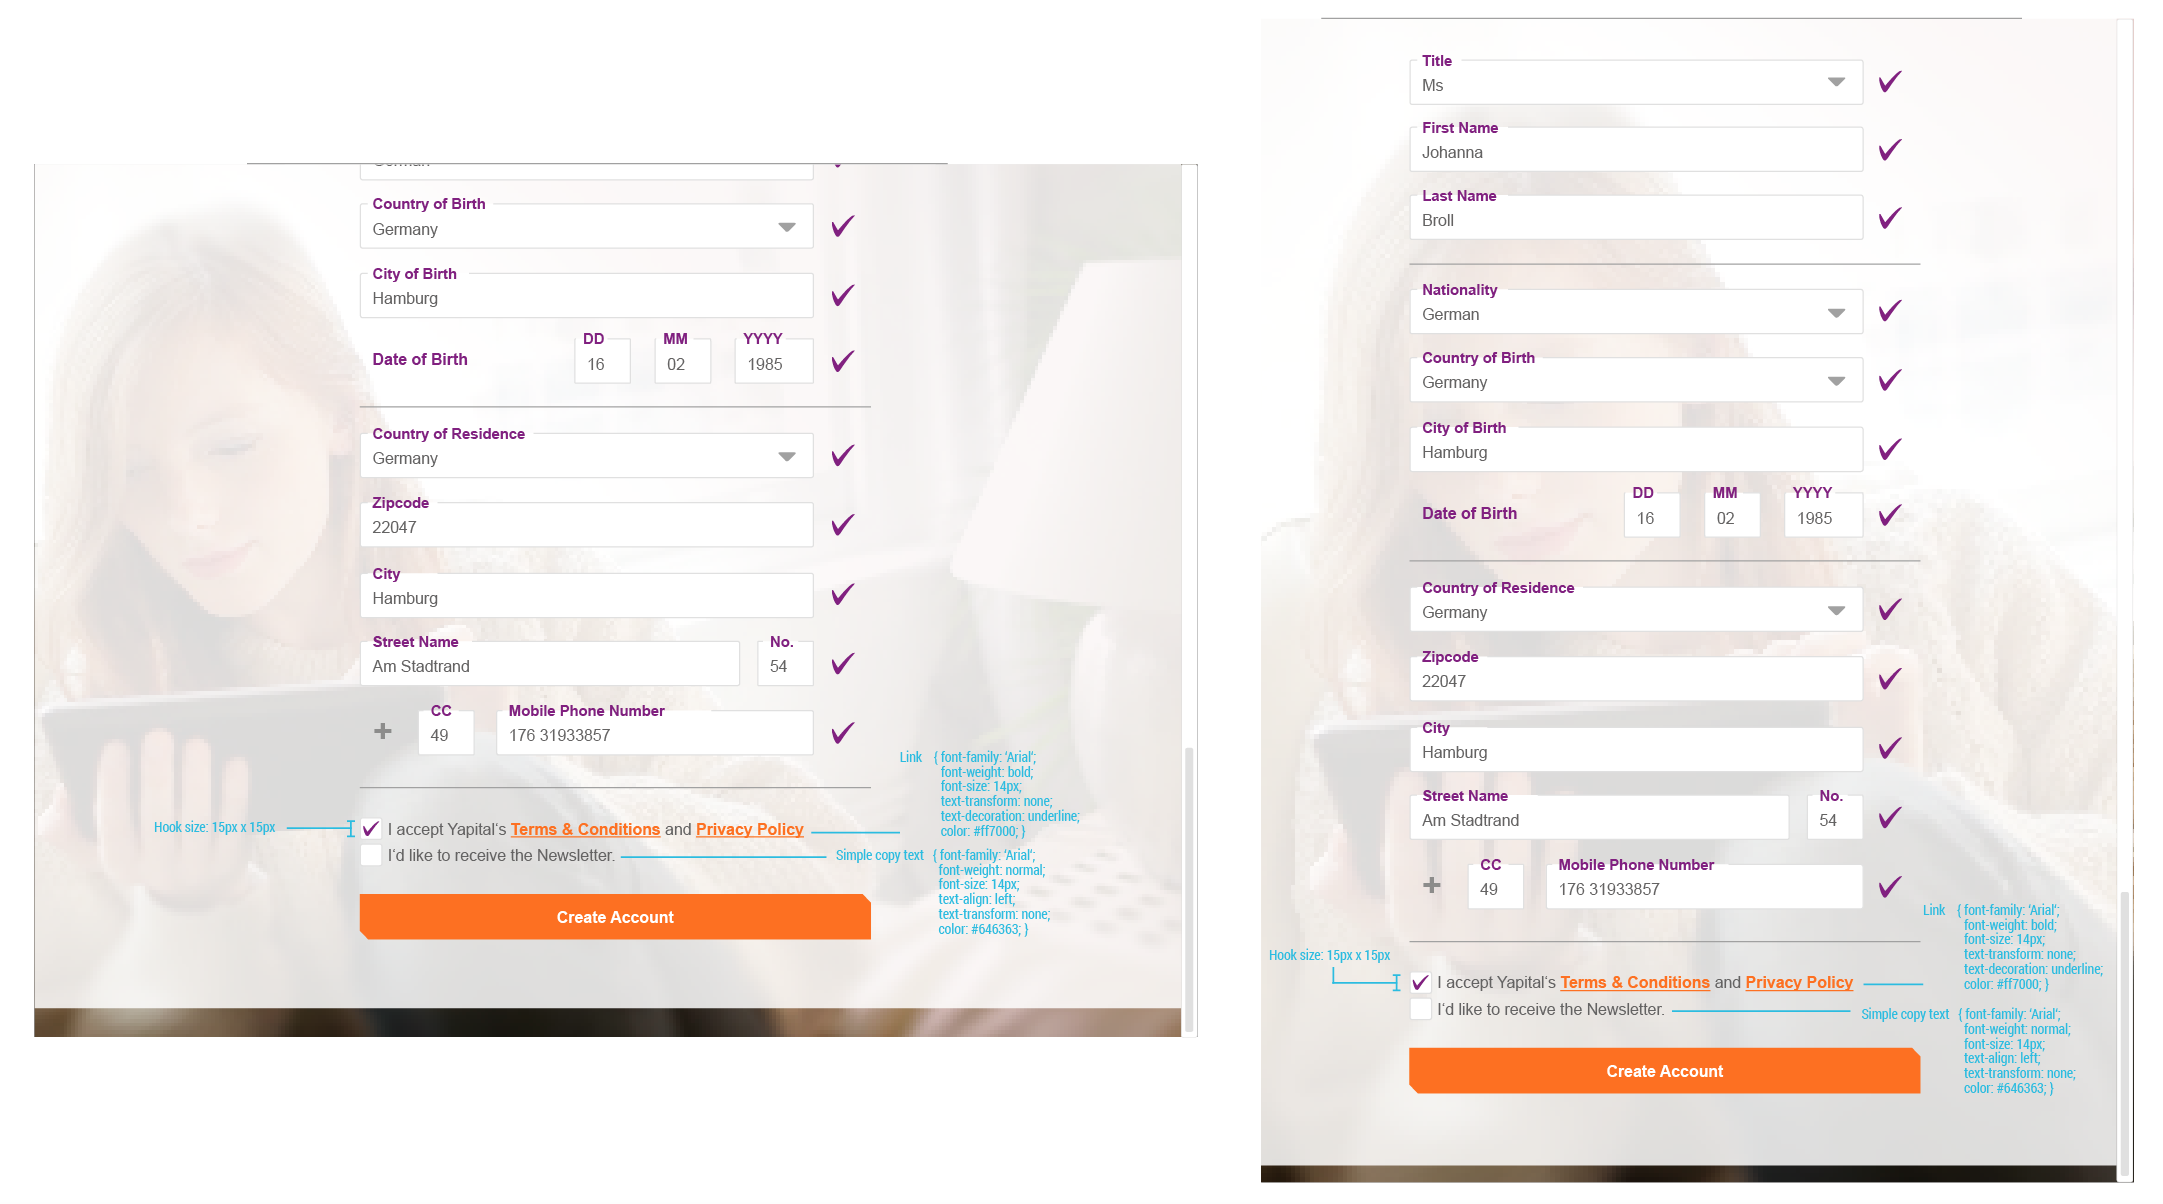 Country of Birth
Germany
City of Birth
Hamburg
DD MM YYYY
Date of Birth 16 02 1985
Country of Residence
Germany
Zipcode
22047
City
Hamburg
Street Name No.
Am Stadtrand 54
CC Mobile Phone Number
+ 49 176 31933857
Hook size: 15px x 15px
I accept Yapital‘s Terms & Conditions and Privacy Policy
I‘d like to receive the Newsletter.
Create Account
Link { font-family: ‘Arial‘;
font-weight: bold;
font-size: 14px;
text-transform: none;
text-decoration: underline;
color: #ff7000; }
Simple copy text { font-family: ‘Arial‘;
font-weight: normal;
font-size: 14px;
text-align: left;
text-transform: none;
color: #646363; }
Title
Ms
First Name
Johanna
Last Name
Broll
Nationality
German
Country of Birth
Germany
City of Birth
Hamburg
DD MM YYYY
Date of Birth 16 02 1985
Country of Residence
Germany
Zipcode
22047
City
Hamburg
Street Name No.
Am Stadtrand 54
CC Mobile Phone Number
+ 49 176 31933857
Hook size: 15px x 15px
I accept Yapital‘s Terms & Conditions and Privacy Policy
I‘d like to receive the Newsletter.
Create Account
Link { font-family: ‘Arial‘;
font-weight: bold;
font-size: 14px;
text-transform: none;
text-decoration: underline;
color: #ff7000; }
Simple copy text { font-family: ‘Arial‘;
font-weight: normal;
font-size: 14px;
text-align: left;
text-transform: none;
color: #646363; }